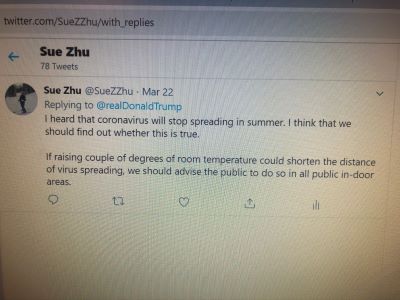 twitter.com/SueZZhu/with_replies
Sue Zhu
78 Tweets
Sue Zhu @SueZZhu · Mar 22
Replying to @realDonaldTrump
I heard that coronavirus will stop spreading in summer. I think that we
should find out whether this is true.
If raising couple of degrees of room temperature could shorten the distance
of virus spreading, we should advise the public to do so in all public in-door
areas.